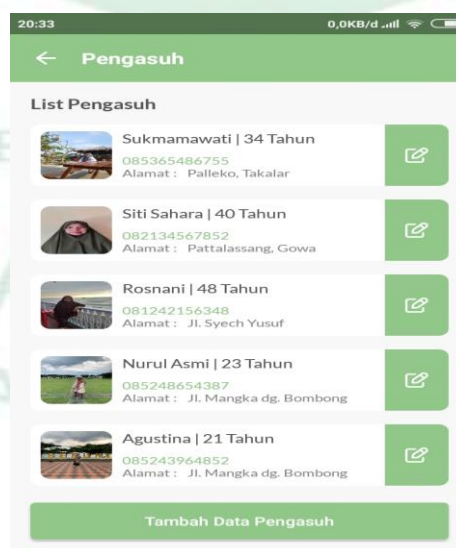 20:33
0,0KB/d
Pengasuh
List Pengasuh
Sukmamawati | 34 Tahun
085365486755
Alamat : Palleko, Takalar
Siti Sahara | 40 Tahun
082134567852
Alamat : Pattalassang, Gowa
Rosnani | 48 Tahun
081242156348
Alamat : Jl. Syech Yusuf
Nurul Asmi | 23 Tahun
085248654387
Alamat : Jl. Mangka dg. Bombong
Agustina | 21 Tahun
085243964852
Alamat : Jl. Mangka dg. Bombong
Tambah Data Pengasuh